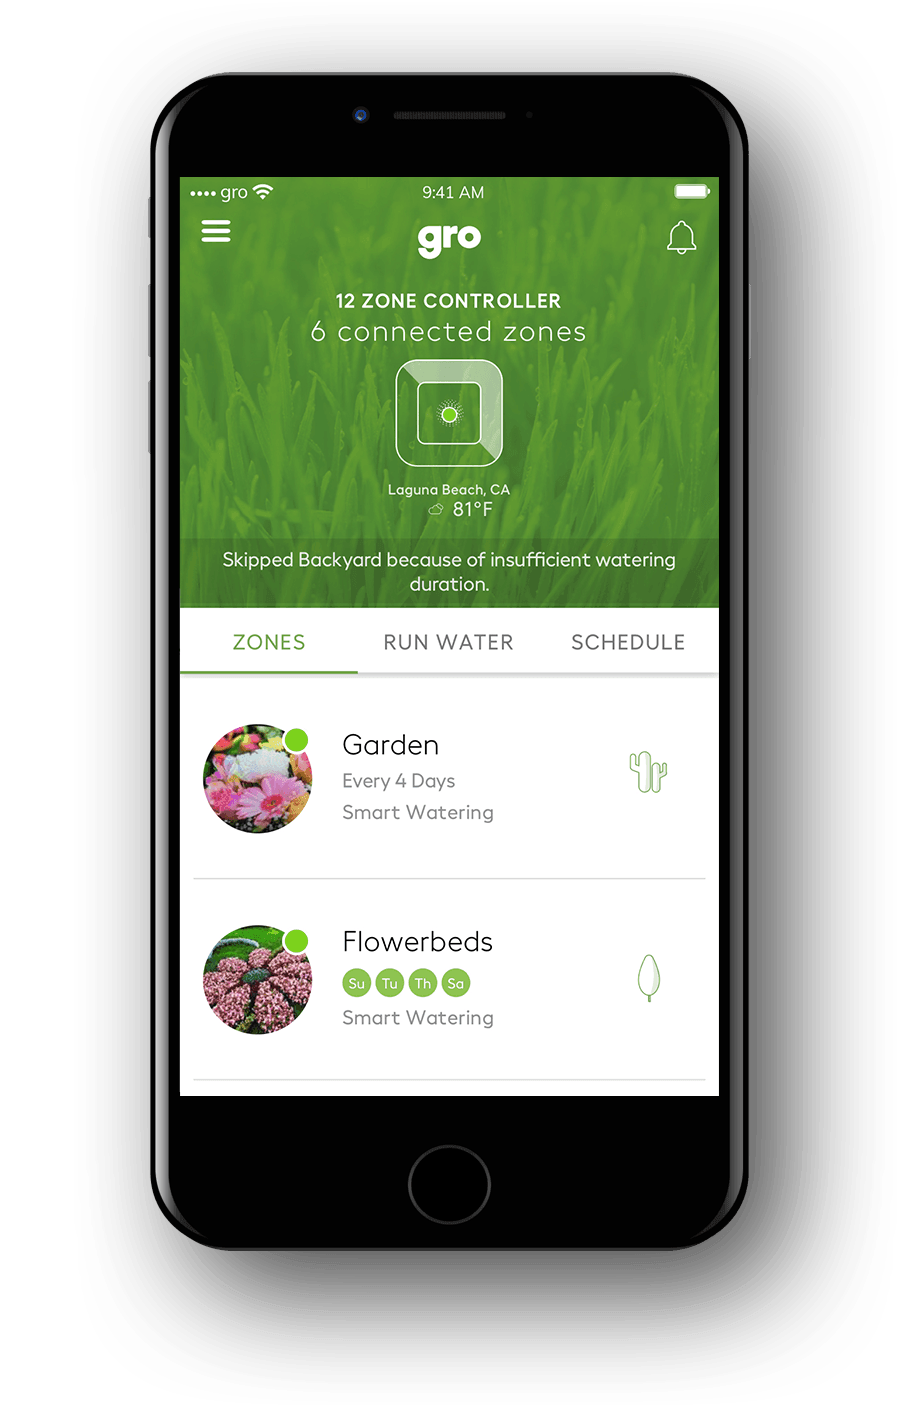 gro
9:41 AM
gro
12 ZONE CONTROLLER
6 connected zones
Laguna Beach, CA
81°F
Skipped Backyard because of insufficient watering
duration.
ZONES
RUN WATER
SCHEDULE
Garden
Every 4 Days
Smart Watering
Flowerbeds
Su Tu Th Sa
Smart Watering